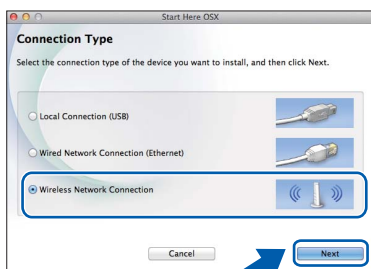 Start Here OSX
Connection Type
Select the connection type of the device you want to install, and then click Next.
Local Connection (USB)
Wired Network Connection (Ethernet)
Wireless Network Connection
Cancel
Next